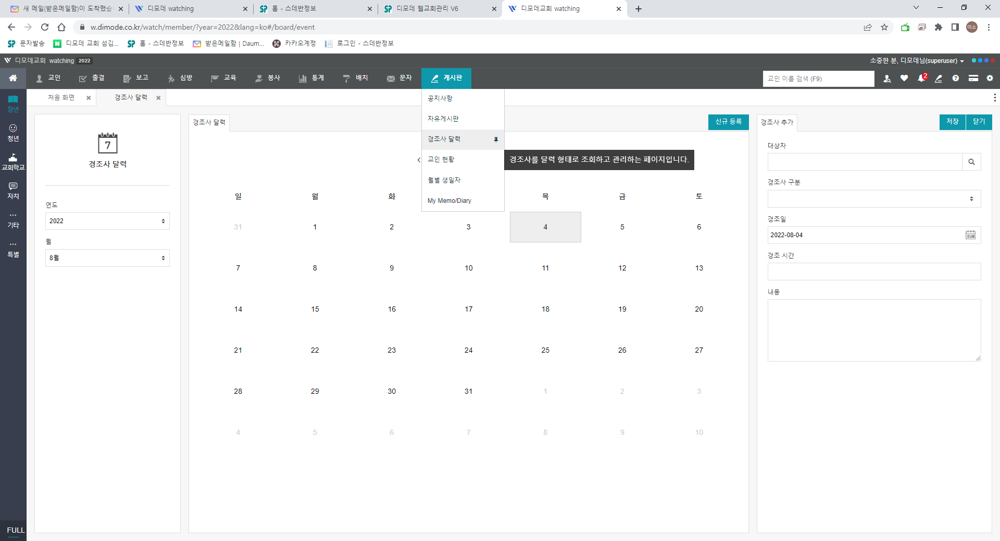 새 메일(받은메일함)이 도착했습
디모데 watching
홈 - 스데반정보
디모데 웹교회관리 V6
디모데교회 watching
w.dimode.co.kr/watch/member/?year=2022&lang=ko#/board/event
미소
문자발송
디모데 교회 섬김...
홈 - 스데반정보
받은메일함 | Daum...
카카오계정
로그인 - 스데반정보
디모데교회 watching 2022
소중한 분, 디모데님(superuser)
교인
출결
보고
심방
교육
봉사
통계
배치
문자
게시판
교인 이름 검색 (F9)
2
장년
청년
교회학교
자치
기타
특별
FULL
처음 화면
경조사 달력
공지사항
자유게시판
경조사 달력
교인 현황
월별 생일자
My Memo/Diary
경조사를 달력 형태로 조회하고 관리하는 페이지입니다.
7
경조사 달력
연도
2022
월
8월
경조사 달력
신규 등록
일 월 화 목 금 토
31 1 2 3 4 5 6
7 8 9 10 11 12 13
14 15 16 17 18 19 20
21 22 23 24 25 26 27
28 29 30 31 1 2 3
4 5 6 7 8 9 10
경조사 추가
저장
닫기
대상자
경조사 구분
경조일
2022-08-04
경조 시간
내용